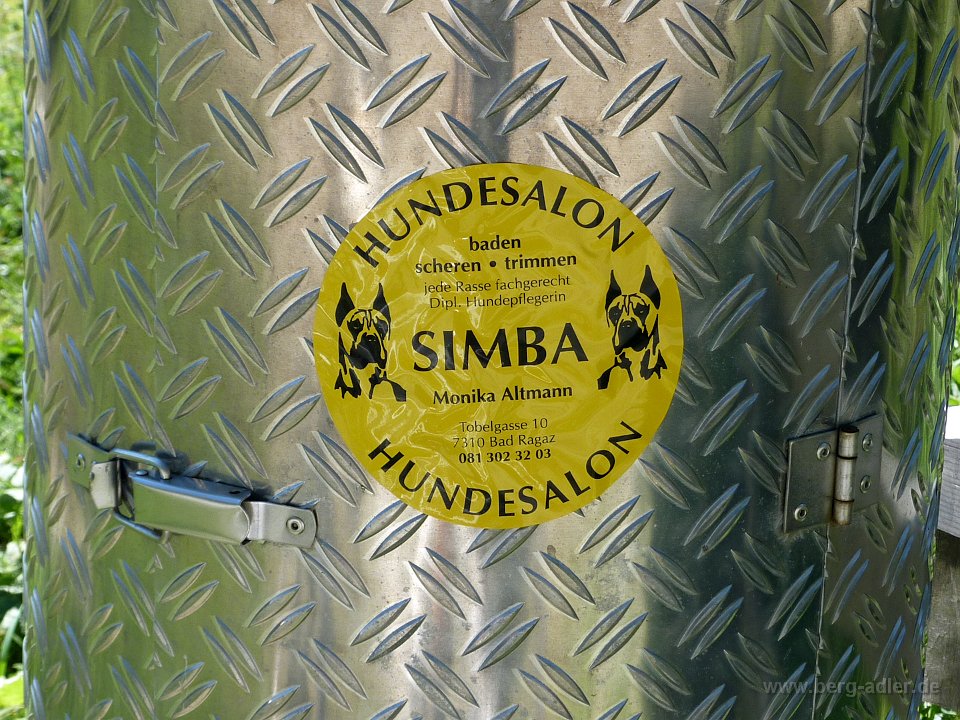 HUNDESALON
baden
scheren • trimmen
jede Rasse fachgerecht
Dipl. Hundepflegerin
SIMBA
Monika Altmann
Tobelgasse 10
7310 Bad Ragaz
081 302 32 03
HUNDESALON
www.berg-adler.de